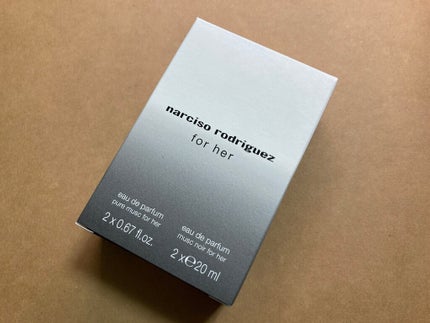 narciso rodriguez
for her
eau de parfum
pure musc for her
2 x 0.67 fl.oz.
eau de parfum
musc noir for her
2 x ℮ 20 ml